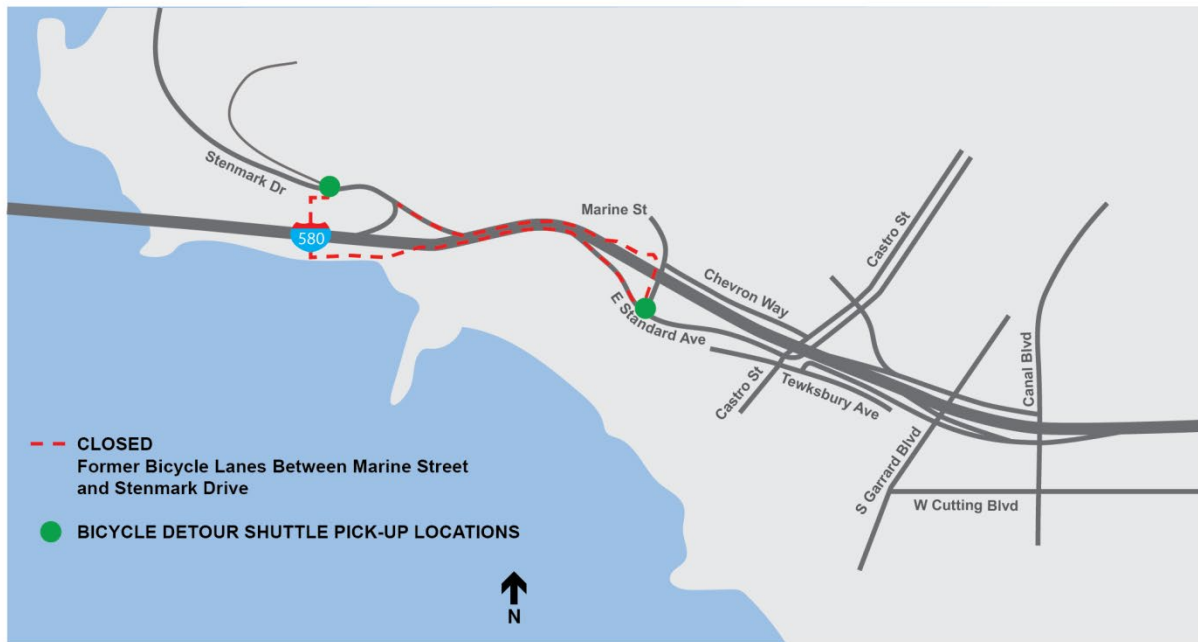 Stenmark Dr
580
Marine St
Castro St
Chevron Way
E Standard Ave
Castro St
Tewksbury Ave
Canal Blvd
S Garrard Blvd
W Cutting Blvd
CLOSED
Former Bicycle Lanes Between Marine Street
and Stenmark Drive
BICYCLE DETOUR SHUTTLE PICK-UP LOCATIONS
N